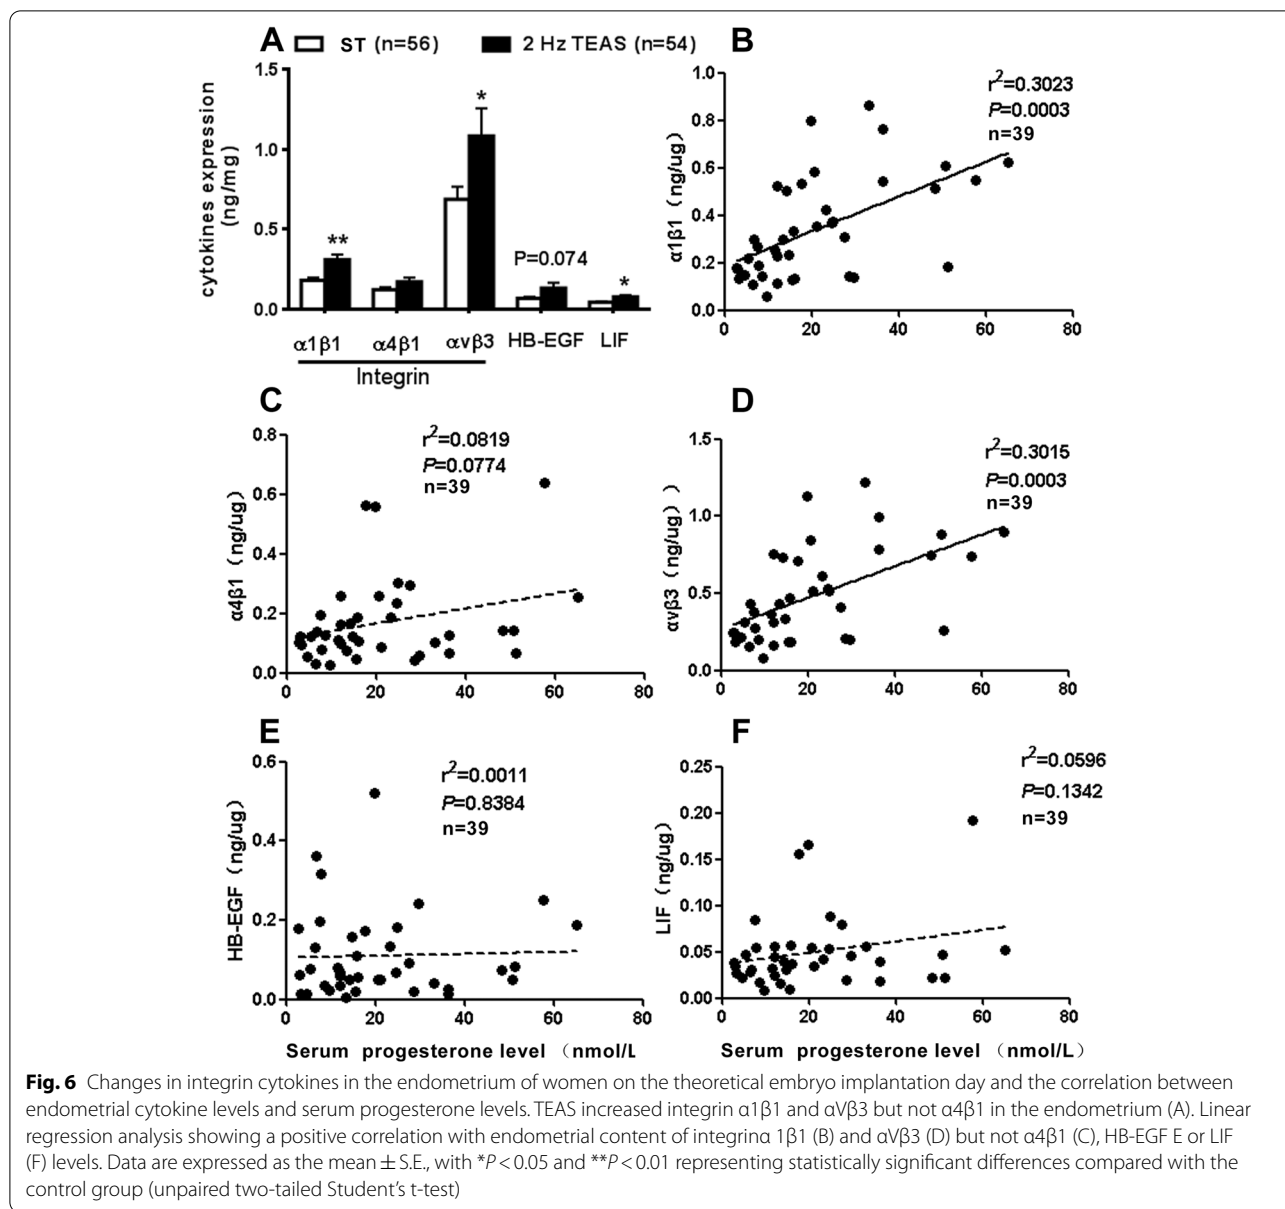 A
ST (n=56)
2 Hz TEAS (n=54)
cytokines expression
(ng/mg)
1.5
1.0
0.5
0.0
**
*
P=0.074
*
α1β1
α4β1
αvβ3
HB-EGF
LIF
Integrin
B
r²=0.3023
P=0.0003
n=39
α1β1（ng/ug）
1.0
0.8
0.6
0.4
0.2
0.0
0
20
40
60
80
C
r²=0.0819
P=0.0774
n=39
α4β1（ng/ug）
0.8
0.6
0.4
0.2
0.0
0
20
40
60
80
D
r²=0.3015
P=0.0003
n=39
αvβ3（ng/ug）)
1.5
1.0
0.5
0.0
0
20
40
60
80
E
r²=0.0011
P=0.8384
n=39
HB-EGF（ng/ug）
0.6
0.4
0.2
0.0
0
20
40
60
80
Serum progesterone level （nmol/L
F
r²=0.0596
P=0.1342
n=39
LIF（ng/ug）
0.25
0.20
0.15
0.10
0.05
0.00
0
20
40
60
80
Serum progesterone level （nmol/L）
Fig. 6 Changes in integrin cytokines in the endometrium of women on the theoretical embryo implantation day and the correlation between
endometrial cytokine levels and serum progesterone levels. TEAS increased integrin α1β1 and αVβ3 but not α4β1 in the endometrium (A). Linear
regression analysis showing a positive correlation with endometrial content of integrinα 1β1 (B) and αVβ3 (D) but not α4β1 (C), HB-EGF E or LIF
(F) levels. Data are expressed as the mean ± S.E., with *P < 0.05 and **P < 0.01 representing statistically significant differences compared with the
control group (unpaired two-tailed Student's t-test)